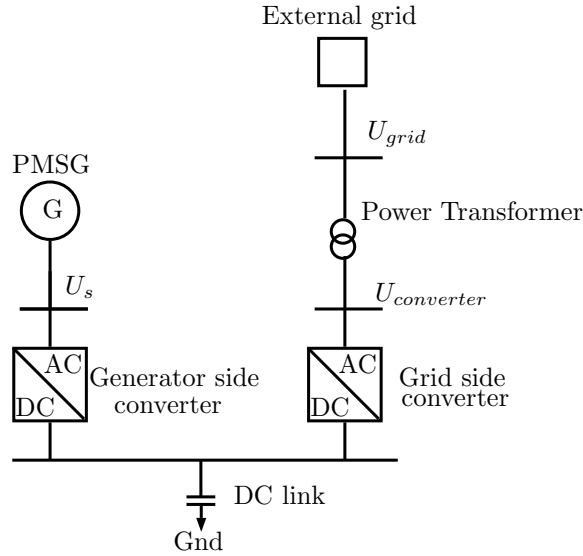 External grid
U_grid
PMSG
G
Power Transformer
U_s
U_converter
AC
DC
Generator side
converter
AC
DC
Grid side
converter
DC link
Gnd